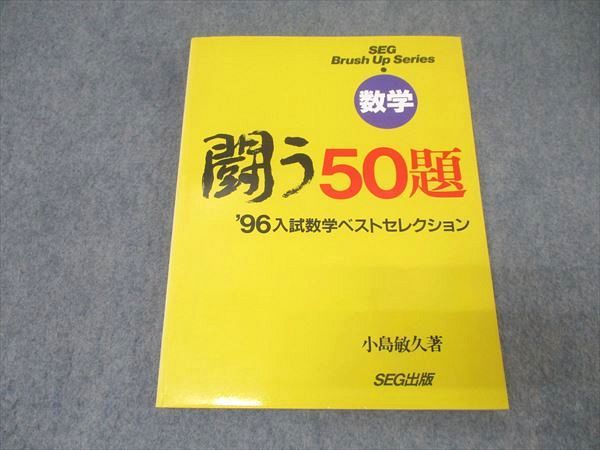 SEG
Brush Up Series
数学
闘う50題
'96入試数学ベストセレクション
小島敏久著
SEG出版